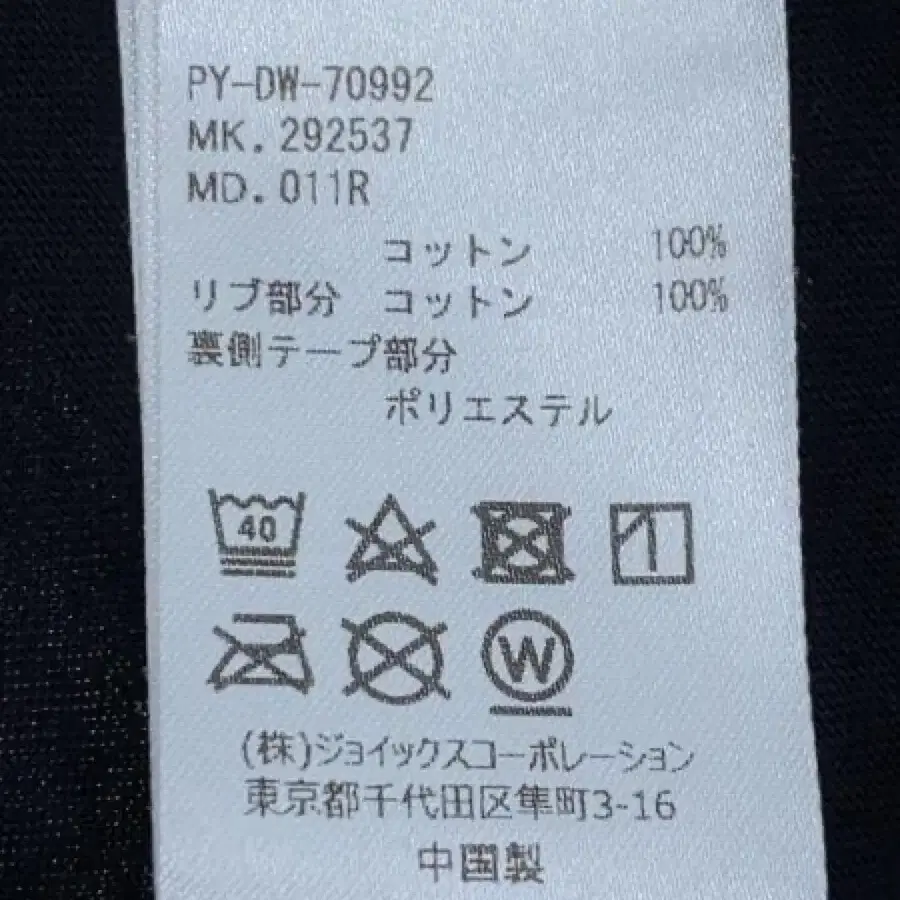 PY-DW-70992
MK. 292537
MD. 011R
コットン 100%
リブ部分 コットン 100%
裏側テープ部分
ポリエステル
40
W
(株)ジョイックスコーポレーション
東京都千代田区隼町3-16
中国製